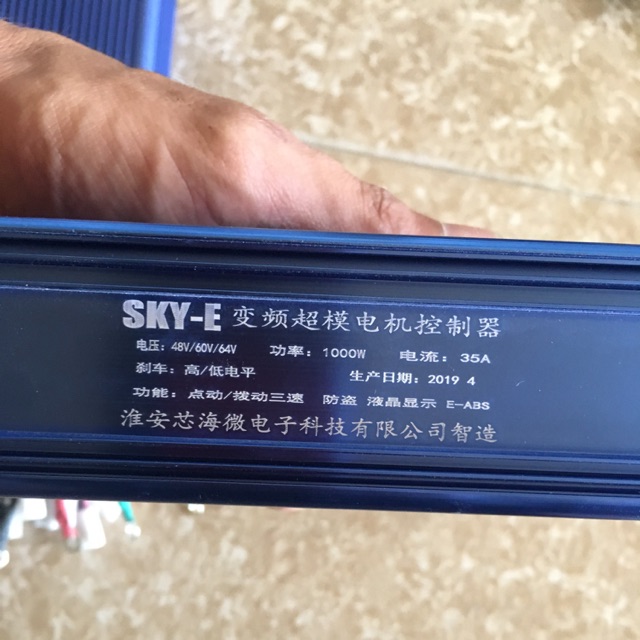 SKY-E 变频超模电机控制器
电压: 48V/60V/64V 功率: 1000W 电流: 35A
刹车: 高/低电平 生产日期: 2019 4
功能: 点动/拨动三速 防盗 液晶显示 E-ABS
淮安芯海微电子科技有限公司智造